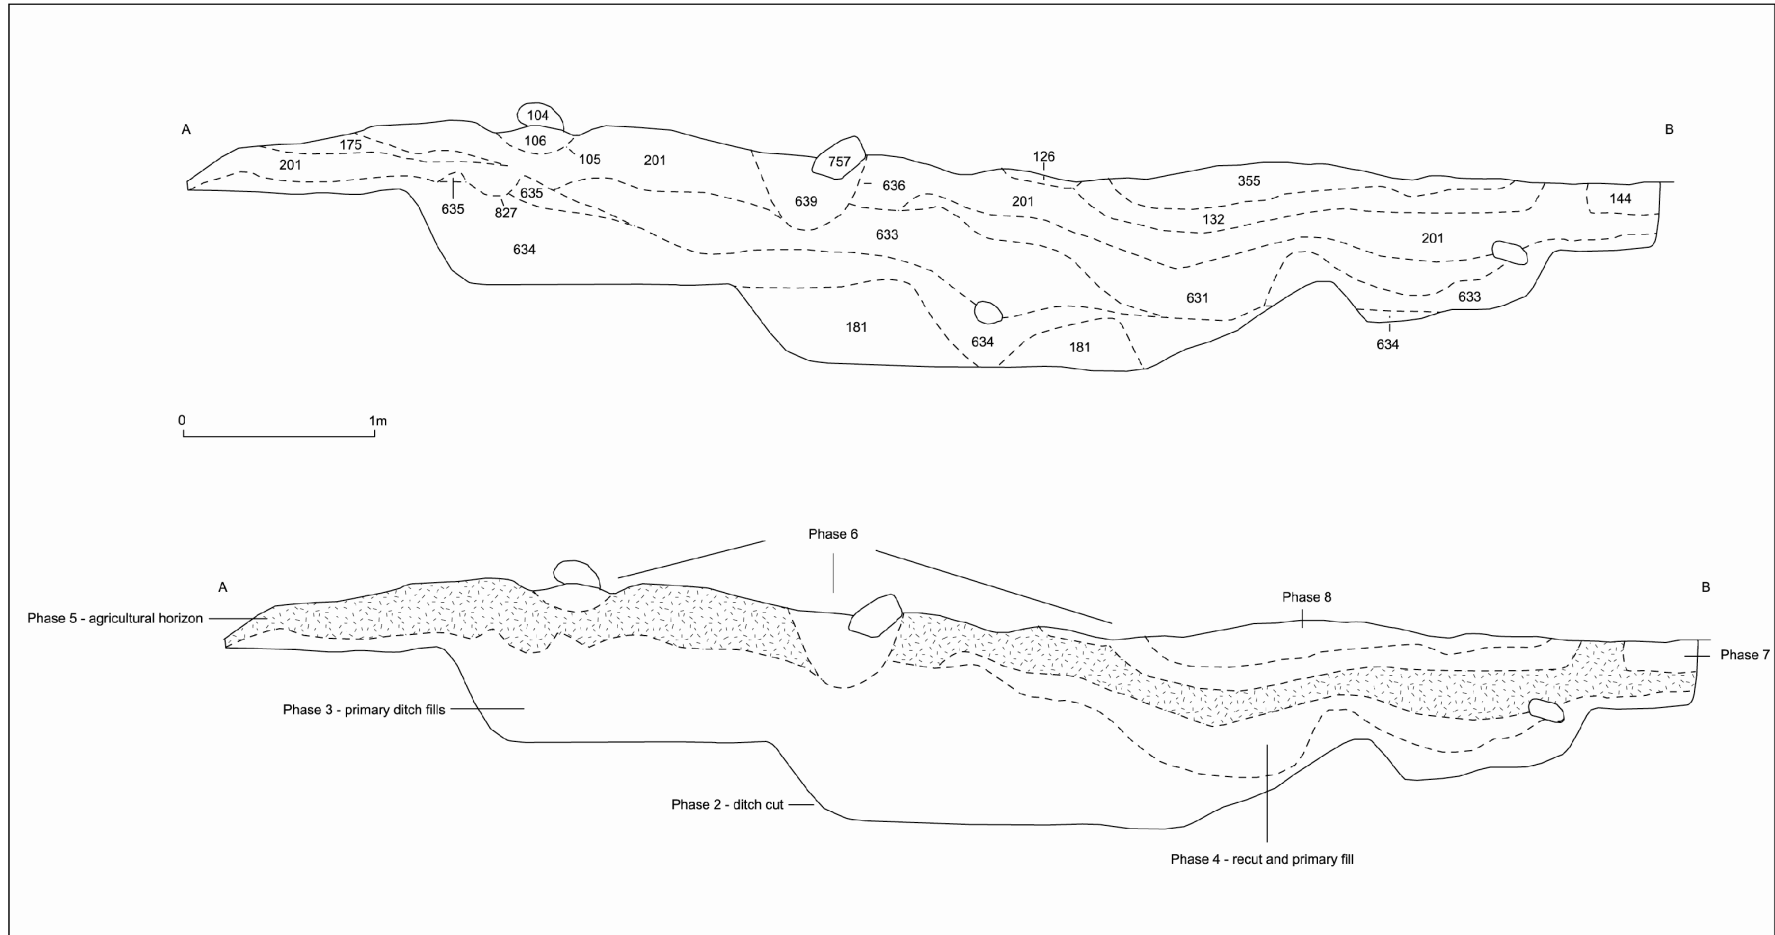 104
A
B
106
175
126
105
201
757
201
355
636
635
144
639
201
635
827
132
633
201
634
631
633
181
634
181
634
0
1m
Phase 6
A
B
Phase 8
Phase 5 - agricultural horizon
Phase 7
Phase 3 - primary ditch fills
Phase 2 - ditch cut
Phase 4 - recut and primary fill